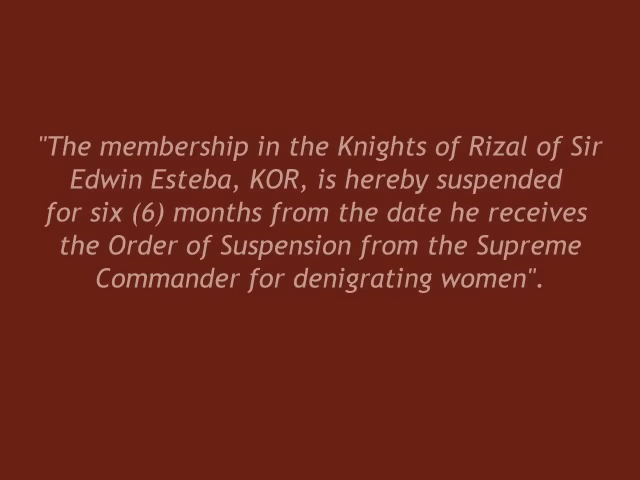 "The membership in the Knights of Rizal of Sir
Edwin Esteba, KOR, is hereby suspended
for six (6) months from the date he receives
the Order of Suspension from the Supreme
Commander for denigrating women".